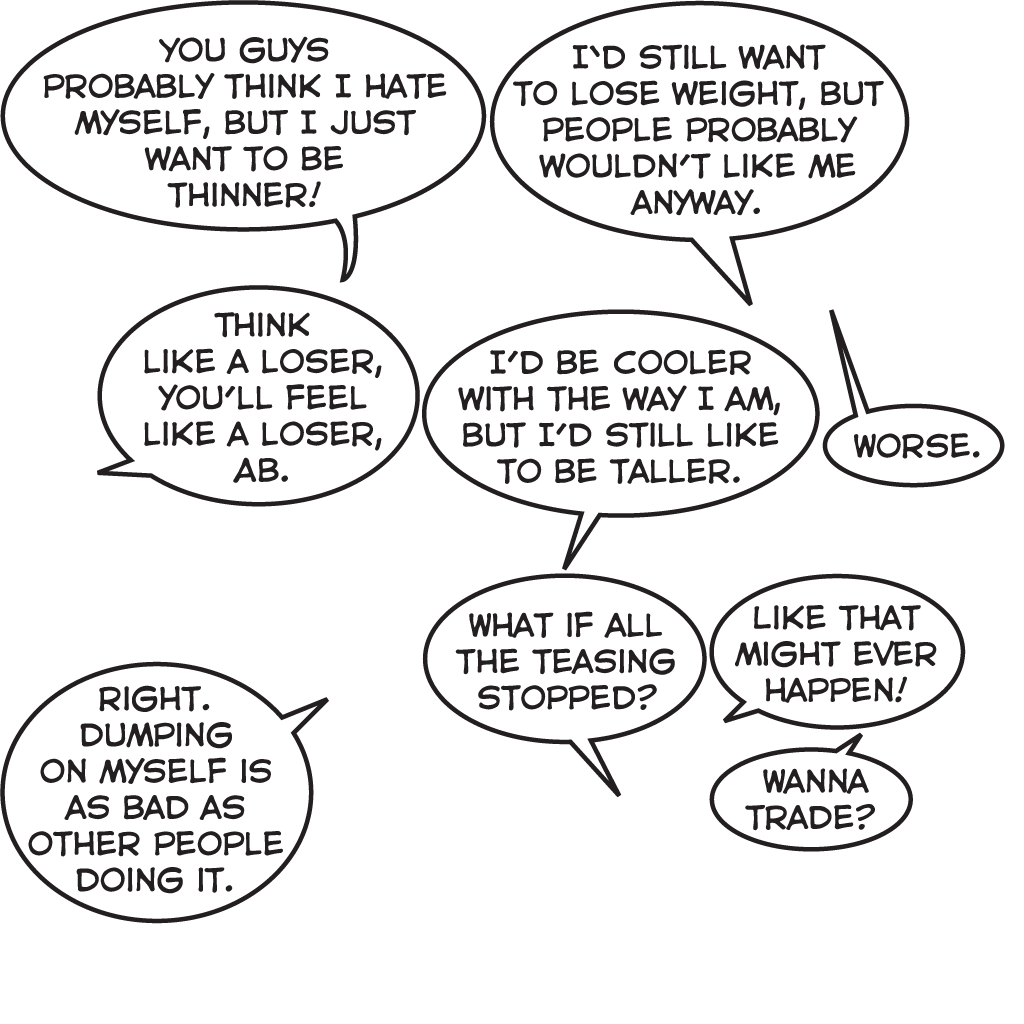 YOU GUYS
PROBABLY THINK I HATE
MYSELF, BUT I JUST
WANT TO BE
THINNER!
I'D STILL WANT
TO LOSE WEIGHT, BUT
PEOPLE PROBABLY
WOULDN'T LIKE ME
ANYWAY.
THINK
LIKE A LOSER,
YOU'LL FEEL
LIKE A LOSER,
AB.
I'D BE COOLER
WITH THE WAY I AM,
BUT I'D STILL LIKE
TO BE TALLER.
WORSE.
WHAT IF ALL
THE TEASING
STOPPED?
LIKE THAT
MIGHT EVER
HAPPEN!
RIGHT.
DUMPING
ON MYSELF IS
AS BAD AS
OTHER PEOPLE
DOING IT.
WANNA
TRADE?